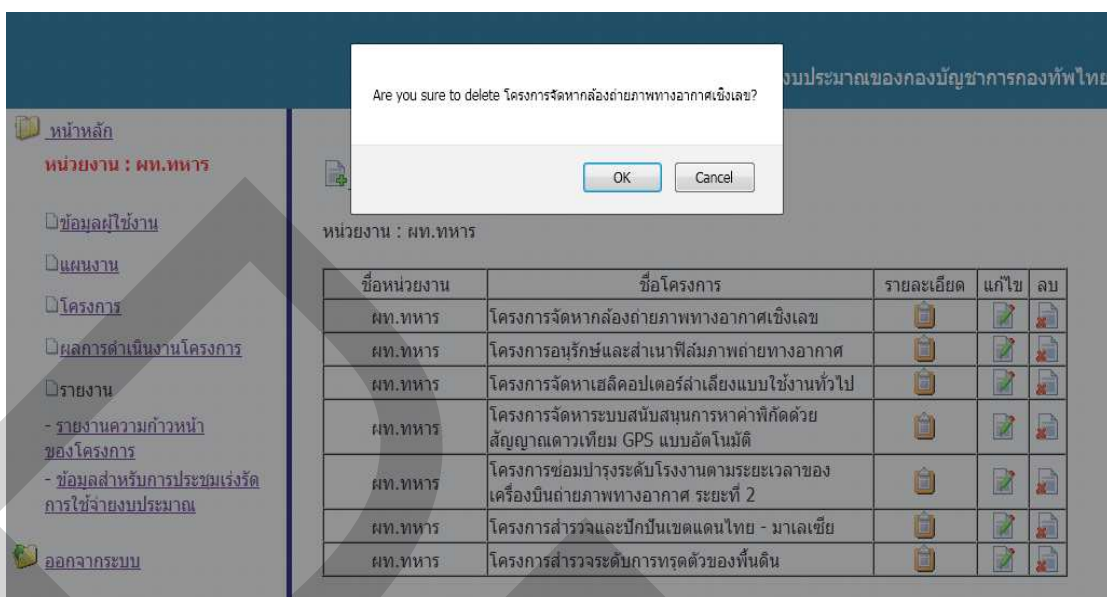 งบประมาณของกองบัญชาการกองทัพไทย
Are you sure to delete โครงการจัดหากล้องถ่ายภาพทางอากาศเชิงเลข?
OK Cancel
หน้าหลัก
หน่วยงาน : ผท.ทหาร
ข้อมูลผู้ใช้งาน
แผนงาน
โครงการ
ผลการดำเนินงานโครงการ
รายงาน
- รายงานความก้าวหน้า
ของโครงการ
- ข้อมูลสำหรับการประชุมเร่งรัด
การใช้จ่ายงบประมาณ
ออกจากระบบ
หน่วยงาน : ผท.ทหาร
ชื่อหน่วยงาน ชื่อโครงการ รายละเอียด แก้ไข ลบ
ผท.ทหาร โครงการจัดหากล้องถ่ายภาพทางอากาศเชิงเลข
ผท.ทหาร โครงการอนุรักษ์และสำเนาฟิล์มภาพถ่ายทางอากาศ
ผท.ทหาร โครงการจัดหาเฮลิคอปเตอร์ลำเลียงแบบใช้งานทั่วไป
ผท.ทหาร โครงการจัดหาระบบสนับสนุนการหาค่าพิกัดด้วย
สัญญาณดาวเทียม GPS แบบอัตโนมัติ
ผท.ทหาร โครงการซ่อมบำรุงระดับโรงงานตามระยะเวลาของ
เครื่องบินถ่ายภาพทางอากาศ ระยะที่ 2
ผท.ทหาร โครงการสำรวจและปักปันเขตแดนไทย - มาเลเซีย
ผท.ทหาร โครงการสำรวจระดับการทรุดตัวของพื้นดิน